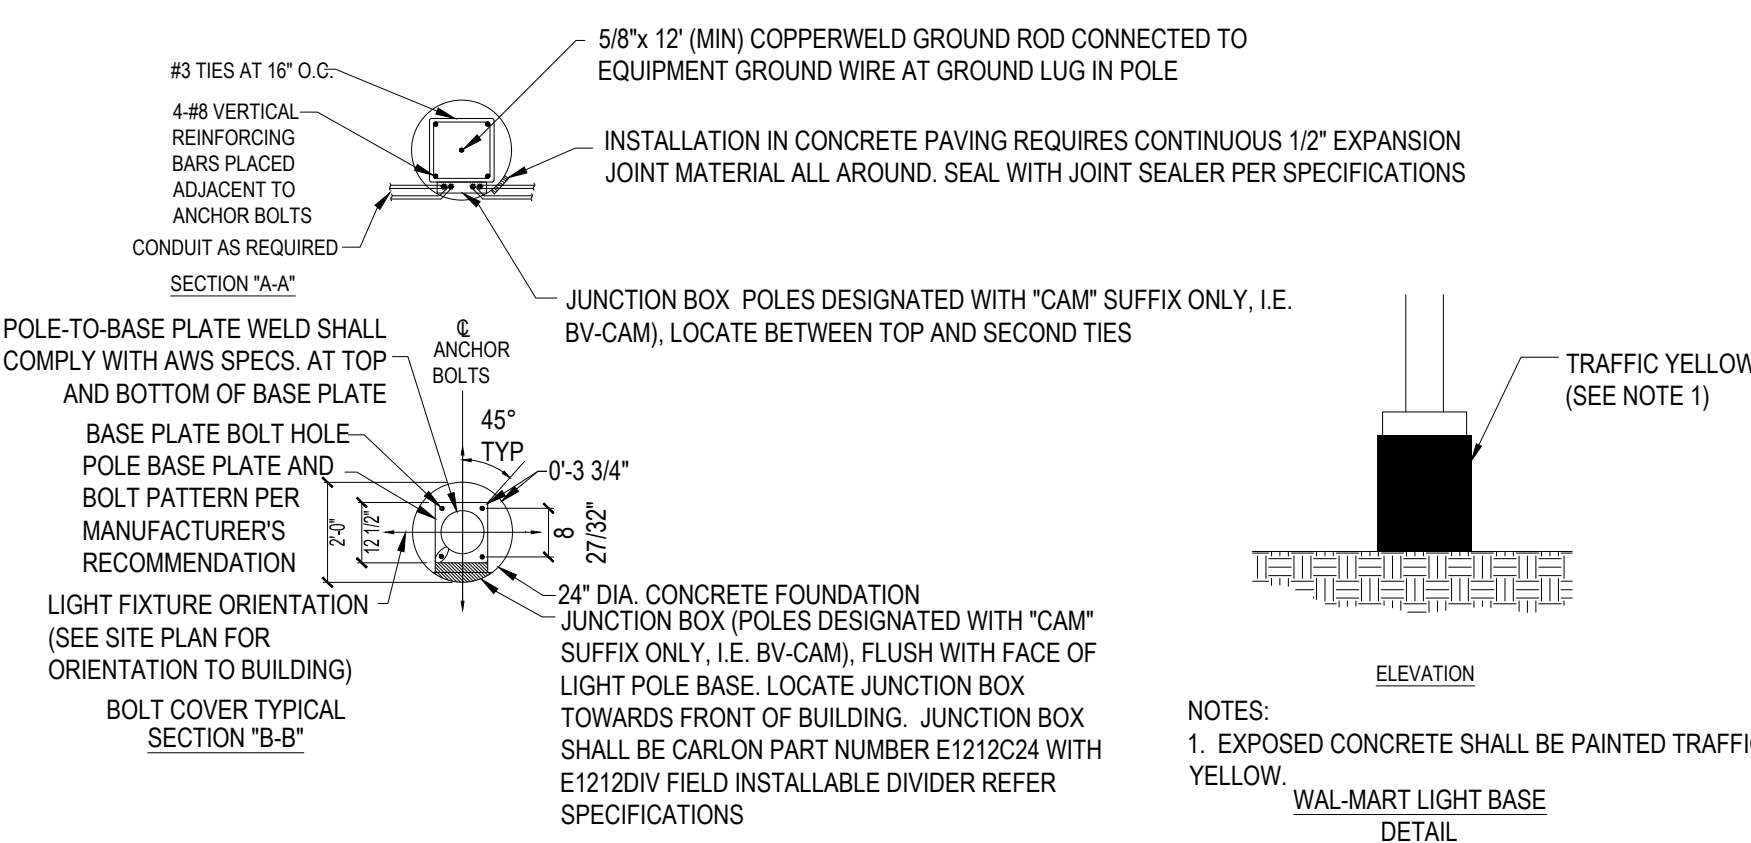 5/8"x 12' (MIN) COPPERWELD GROUND ROD CONNECTED TO
EQUIPMENT GROUND WIRE AT GROUND LUG IN POLE
#3 TIES AT 16" O.C.
4-#8 VERTICAL
REINFORCING
BARS PLACED
ADJACENT TO
ANCHOR BOLTS
INSTALLATION IN CONCRETE PAVING REQUIRES CONTINUOUS 1/2" EXPANSION
JOINT MATERIAL ALL AROUND. SEAL WITH JOINT SEALER PER SPECIFICATIONS
CONDUIT AS REQUIRED
SECTION "A-A"
JUNCTION BOX  POLES DESIGNATED WITH "CAM" SUFFIX ONLY, I.E.
BV-CAM), LOCATE BETWEEN TOP AND SECOND TIES
POLE-TO-BASE PLATE WELD SHALL
COMPLY WITH AWS SPECS. AT TOP
AND BOTTOM OF BASE PLATE
℄
ANCHOR
BOLTS
45°
TYP
0'-3 3/4"
BASE PLATE BOLT HOLE
POLE BASE PLATE AND
BOLT PATTERN PER
MANUFACTURER'S
RECOMMENDATION
2'-0"
12 1/2"
8
27/32"
LIGHT FIXTURE ORIENTATION
(SEE SITE PLAN FOR
ORIENTATION TO BUILDING)
24" DIA. CONCRETE FOUNDATION
JUNCTION BOX (POLES DESIGNATED WITH "CAM"
SUFFIX ONLY, I.E. BV-CAM), FLUSH WITH FACE OF
LIGHT POLE BASE. LOCATE JUNCTION BOX
TOWARDS FRONT OF BUILDING.  JUNCTION BOX
SHALL BE CARLON PART NUMBER E1212C24 WITH
E1212DIV FIELD INSTALLABLE DIVIDER REFER
SPECIFICATIONS
BOLT COVER TYPICAL
SECTION "B-B"
TRAFFIC YELLOW
(SEE NOTE 1)
ELEVATION
NOTES:
1.  EXPOSED CONCRETE SHALL BE PAINTED TRAFFIC
YELLOW.
WAL-MART LIGHT BASE
DETAIL